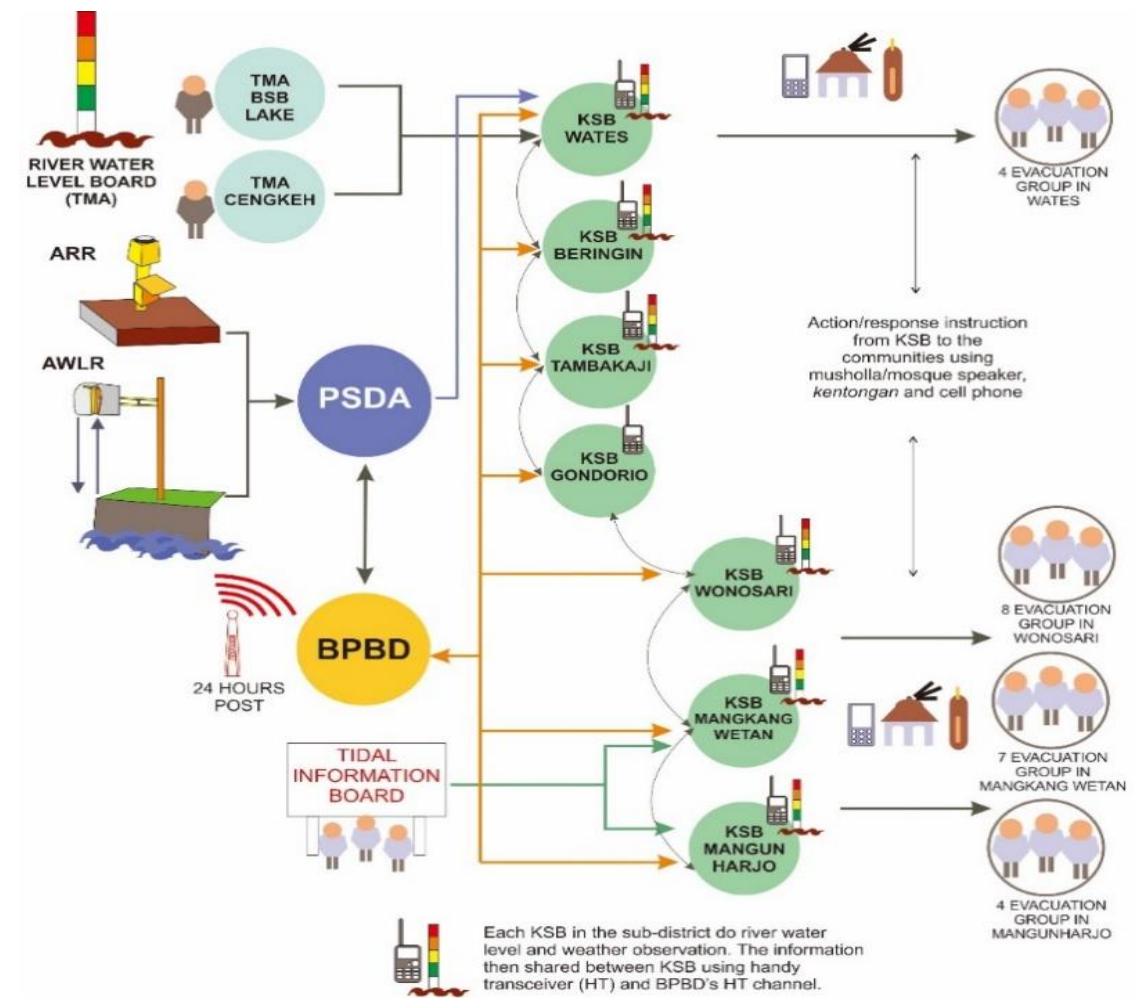 RIVER WATER
LEVEL BOARD
(TMA)
TMA
BSB
LAKE
TMA
CENGKEH
ARR
AWLR
PSDA
BPBD
24 HOURS
POST
TIDAL
INFORMATION
BOARD
KSB
WATES
KSB
BERINGIN
KSB
TAMBAKAJI
KSB
GONDORIO
KSB
WONOSARI
KSB
MANGKANG
WETAN
KSB
MANGUN
HARJO
4 EVACUATION
GROUP IN
WATES
Action/response instruction
from KSB to the
communities using
musholla/mosque speaker,
kentongan and cell phone
8 EVACUATION
GROUP IN
WONOSARI
7 EVACUATION
GROUP IN
MANGKANG WETAN
4 EVACUATION
GROUP IN
MANGUNHARJO
Each KSB in the sub-district do river water
level and weather observation. The information
then shared between KSB using handy
transceiver (HT) and BPBD's HT channel.